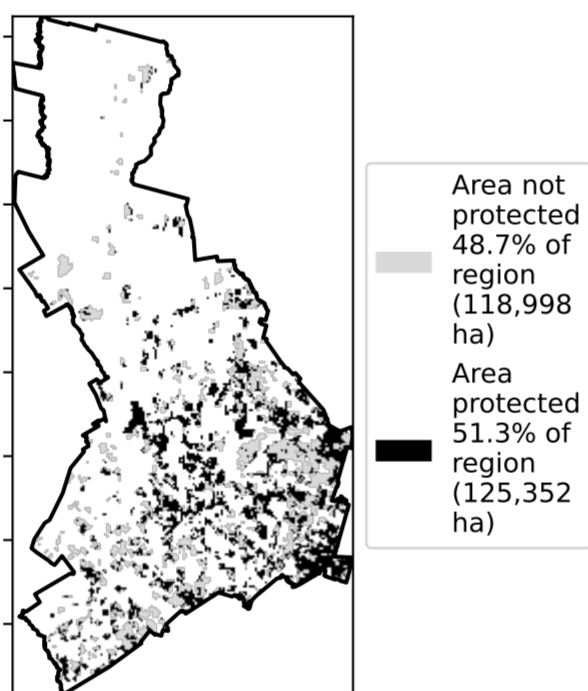 Area not
protected
48.7% of
region
(118,998
ha)
Area
protected
51.3% of
region
(125,352
ha)